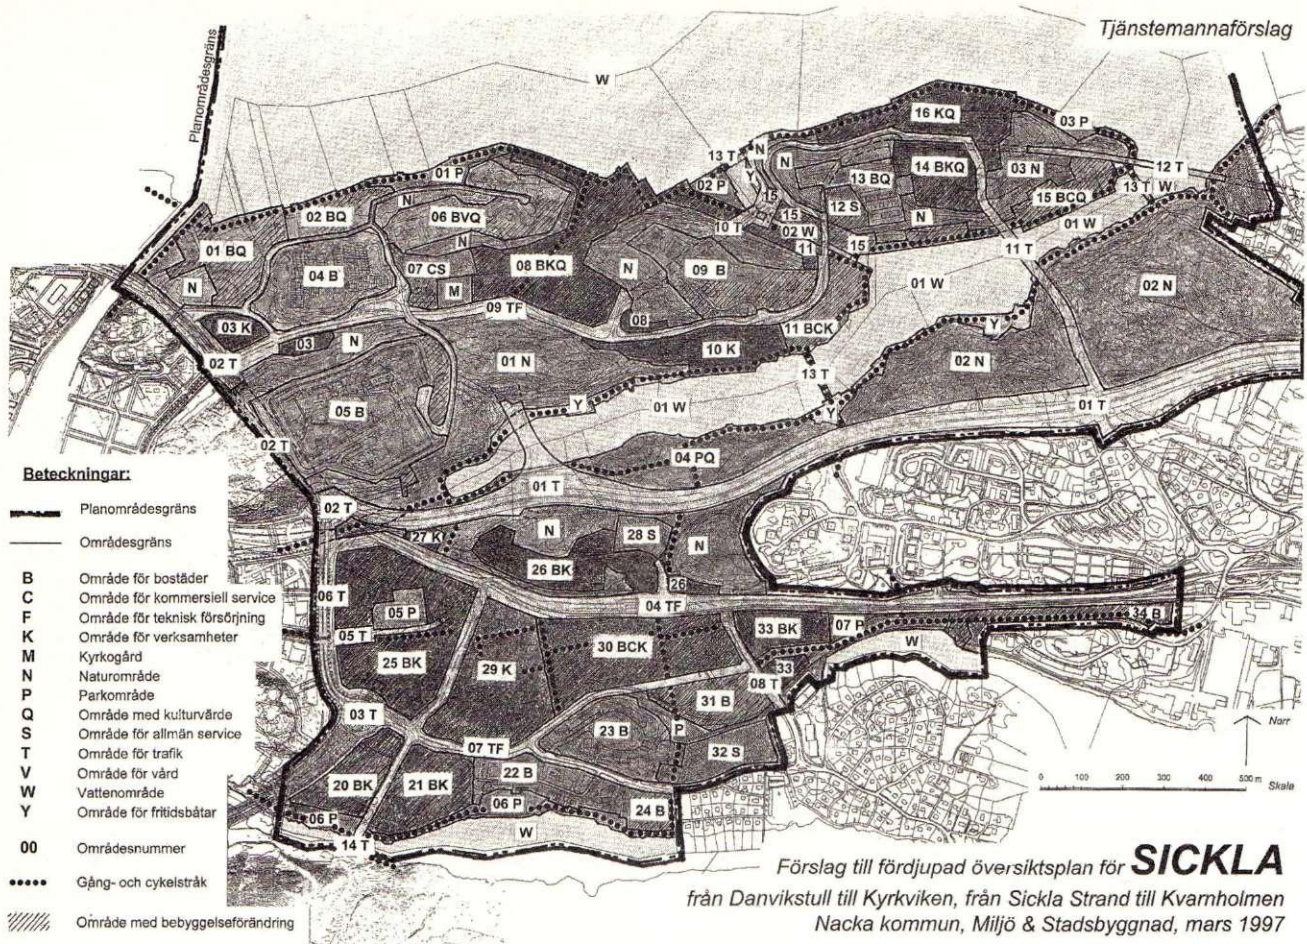 Tjänstemannaförslag
Planområdesgräns
W
16 KQ
03 P
13 T
N
N
14 BKQ
03 N
12 T
01 P
02 P
Y
13 BQ
13 T
W
N
15
15 BCQ
02 BQ
06 BVQ
12 S
N
15
01 W
10 T
02 W
01 BQ
N
11
15
11 T
04 B
07 CS
08 BKQ
N
09 B
N
M
01 W
02 N
09 TF
03 K
08
11 BCK
Y
03
N
01 N
10 K
02 T
02 N
13 T
05 B
Y
01 W
Y
01 T
02 T
04 PQ
01 T
02 T
N
28 S
27 K
N
26 BK
26
06 T
04 TF
05 P
34 B
07 P
33 BK
05 T
W
30 BCK
25 BK
29 K
33
08 T
31 B
03 T
23 B
P
07 TF
32 S
22 B
20 BK
21 BK
06 P
24 B
06 P
W
14 T
Beteckningar:
Planområdesgräns
Områdesgräns
B Område för bostäder
C Område för kommersiell service
F Område för teknisk försörjning
K Område för verksamheter
M Kyrkogård
N Naturområde
P Parkområde
Q Område med kulturvärde
S Område för allmän service
T Område för trafik
V Område för vård
W Vattenområde
Y Område för fritidsbåtar
00 Områdesnummer
Gång- och cykelstråk
Område med bebyggelseförändring
Norr
0 100 200 300 500 m
Skala
Förslag till fördjupad översiktsplan för SICKLA
från Danvikstull till Kyrkviken, från Sickla Strand till Kvarnholmen
Nacka kommun, Miljö & Stadsbyggnad, mars 1997